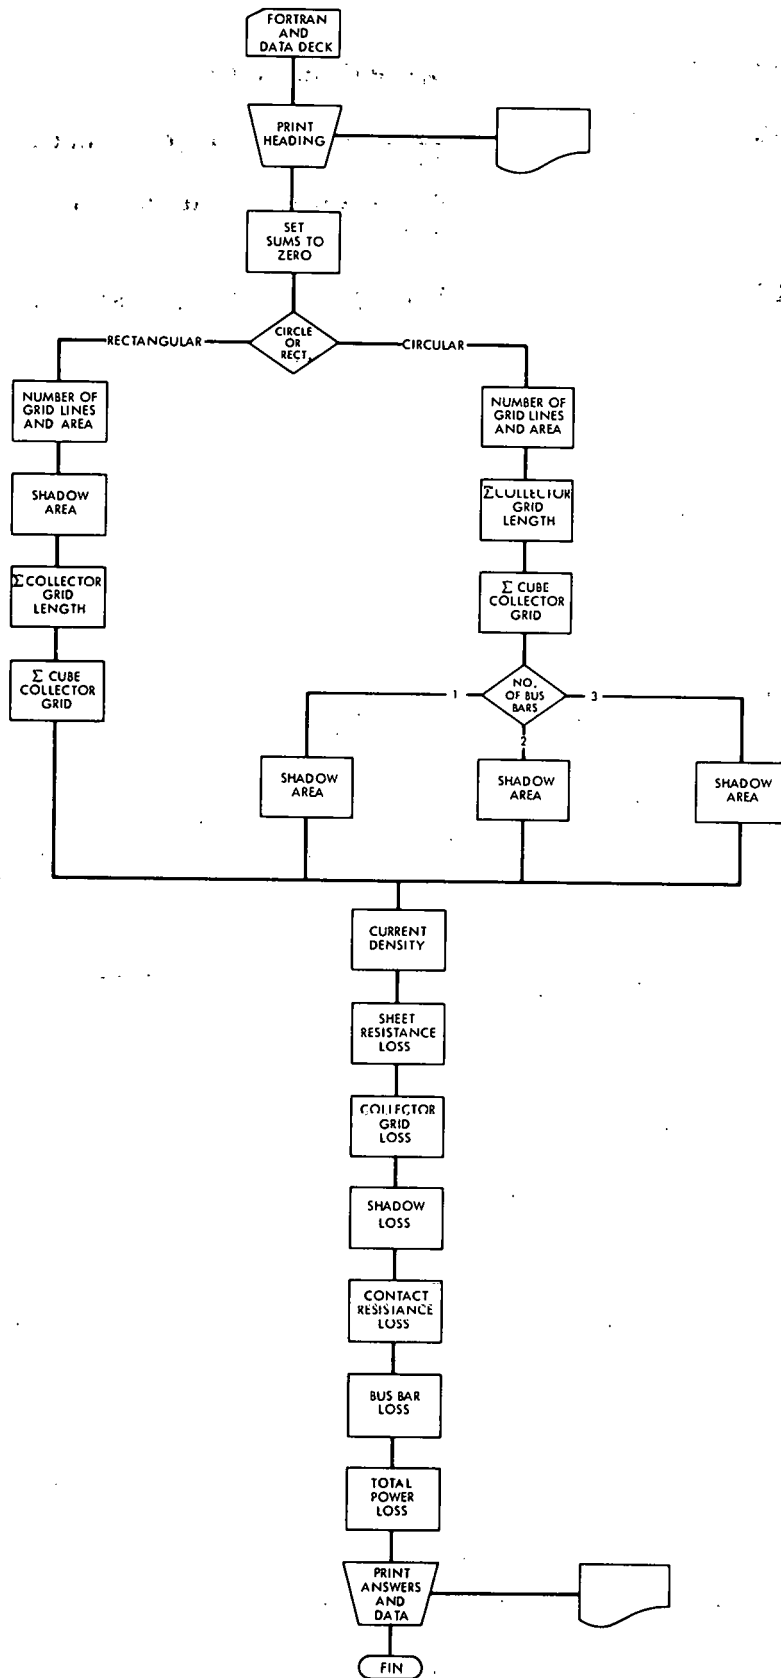 FORTRAN
AND
DATA DECK
PRINT
HEADING
SET
SUMS TO
ZERO
CIRCLE
OR
RECT.
RECTANGULAR
CIRCULAR
NUMBER OF
GRID LINES
AND AREA
SHADOW
AREA
Σ COLLECTOR
GRID
LENGTH
Σ CUBE
COLLECTOR
GRID
NUMBER OF
GRID LINES
AND AREA
Σ COLLECTOR
GRID
LENGTH
Σ CUBE
COLLECTOR
GRID
NO.
OF BUS
BARS
1
2
3
SHADOW
AREA
SHADOW
AREA
SHADOW
AREA
CURRENT
DENSITY
SHEET
RESISTANCE
LOSS
COLLECTOR
GRID
LOSS
SHADOW
LOSS
CONTACT
RESISTANCE
LOSS
BUS BAR
LOSS
TOTAL
POWER
LOSS
PRINT
ANSWERS
AND
DATA
FIN